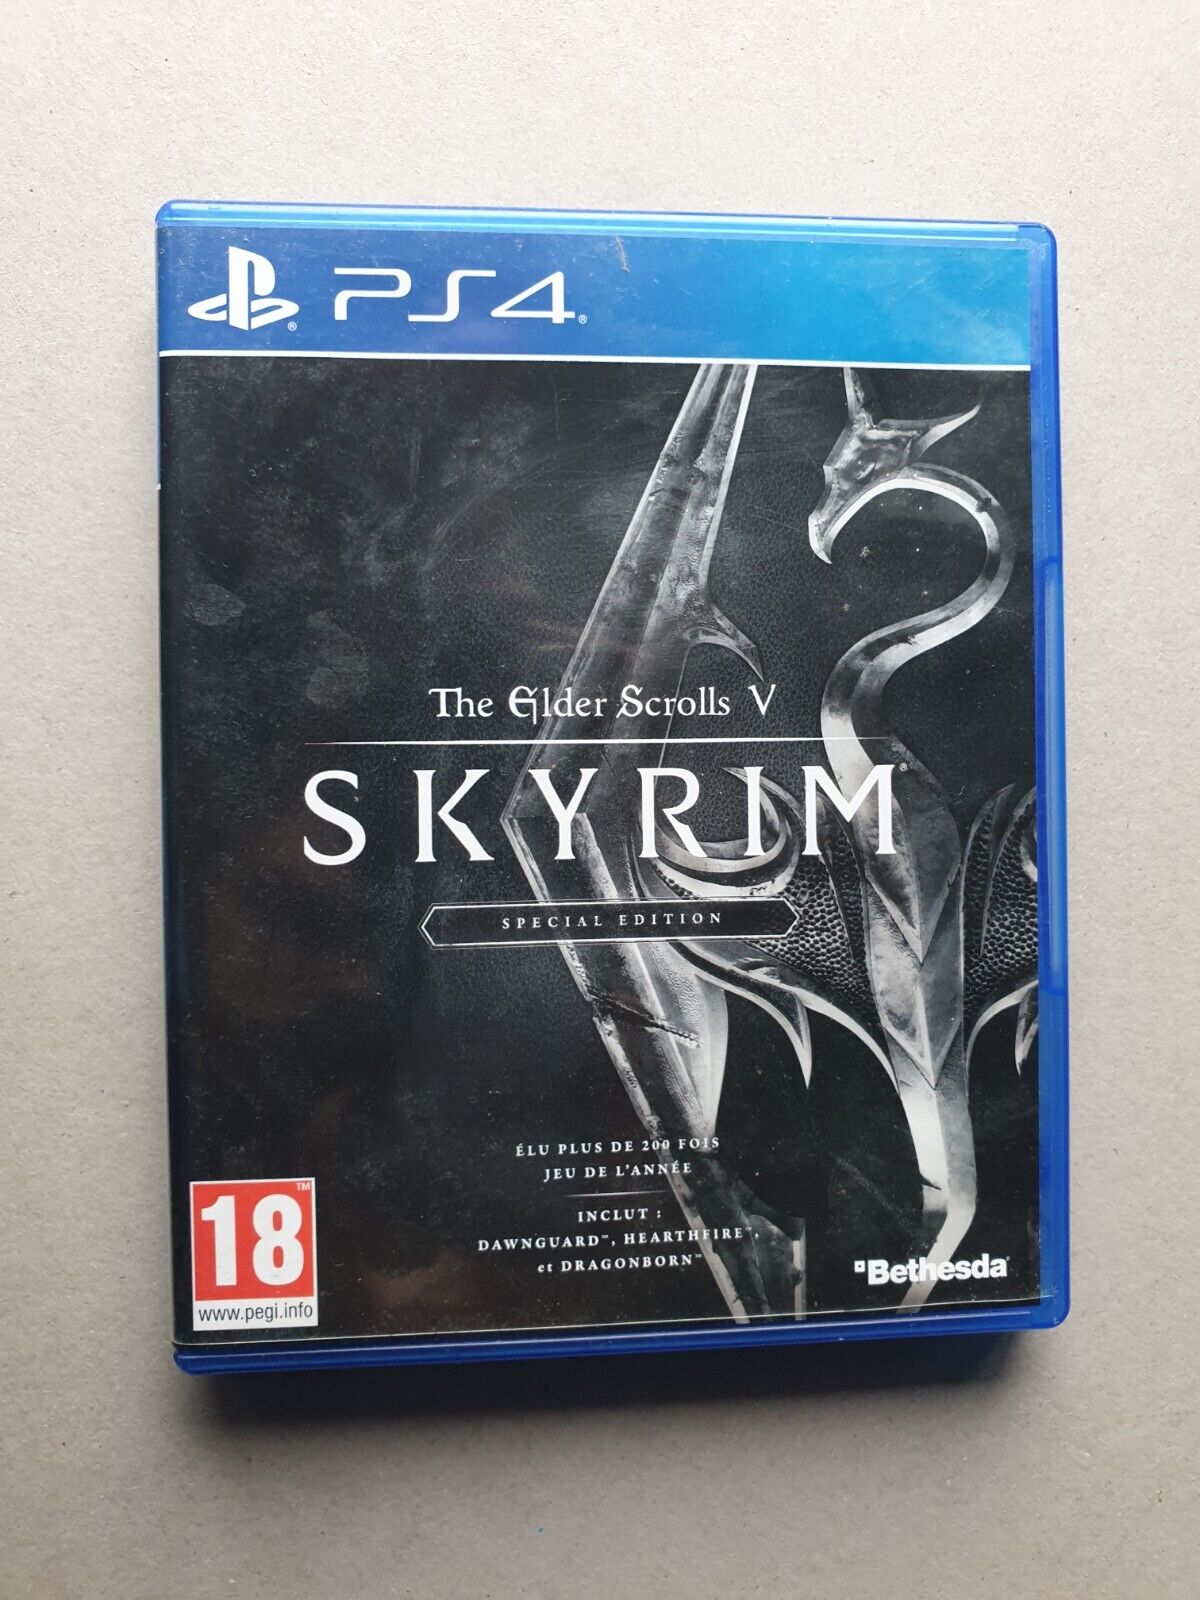 PS4
The Elder Scrolls V
SKYRIM
SPECIAL EDITION
ÉLU PLUS DE 200 FOIS
JEU DE L'ANNÉE
INCLUT :
DAWNGUARD™, HEARTHFIRE™,
et DRAGONBORN™
Bethesda®
18™
www.pegi.info